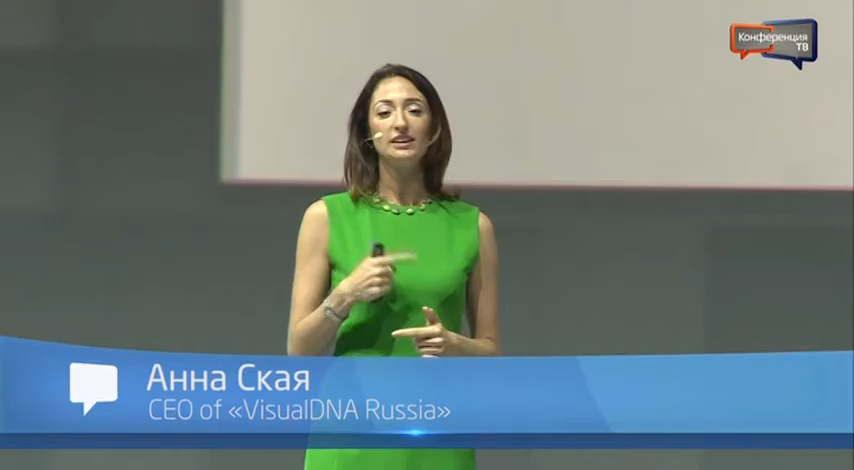 Конференция
ТВ
Анна Ская
CEO of «VisualDNA Russia»